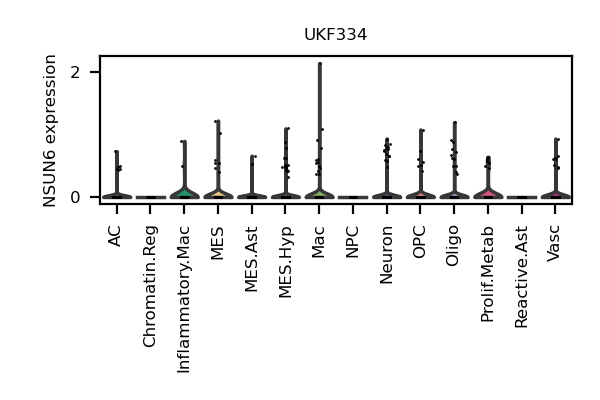 UKF334
NSUN6 expression
2
0
AC
Chromatin.Reg
Inflammatory.Mac
MES
MES.Ast
MES.Hyp
Mac
NPC
Neuron
OPC
Oligo
Prolif.Metab
Reactive.Ast
Vasc